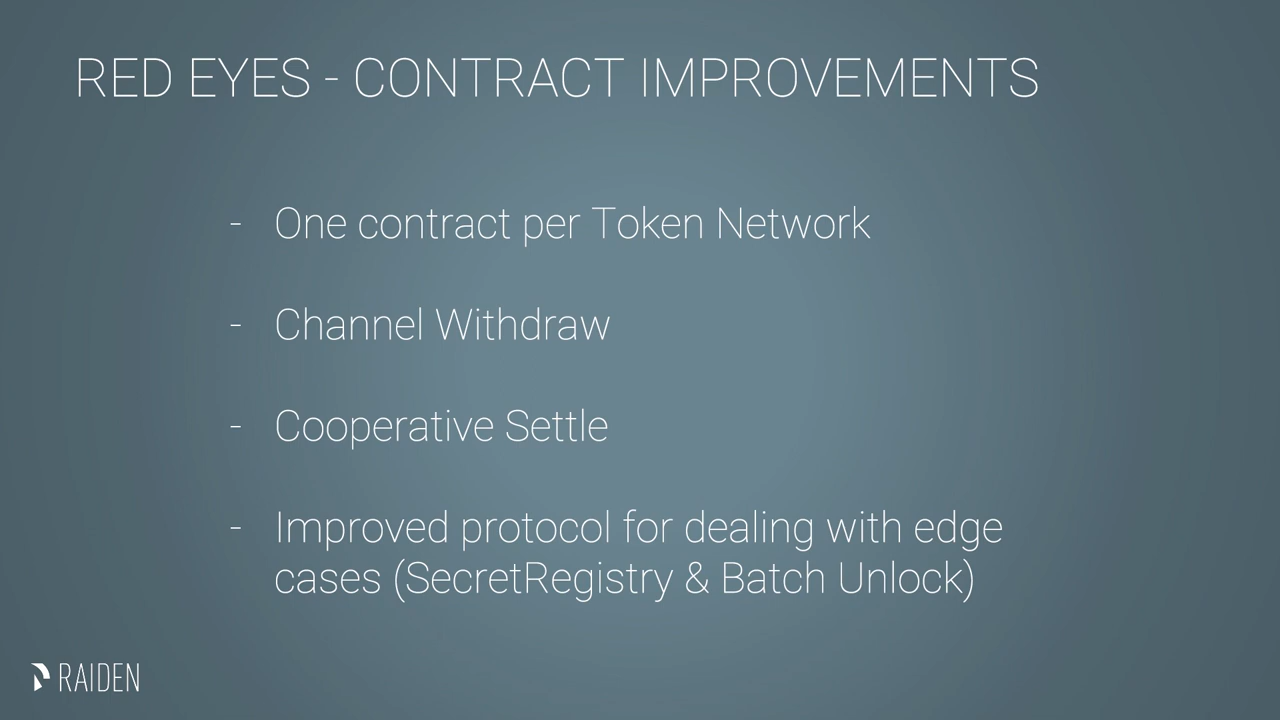 RED EYES - CONTRACT IMPROVEMENTS
- One contract per Token Network
- Channel Withdraw
- Cooperative Settle
- Improved protocol for dealing with edge
cases (SecretRegistry & Batch Unlock)
RAIDEN